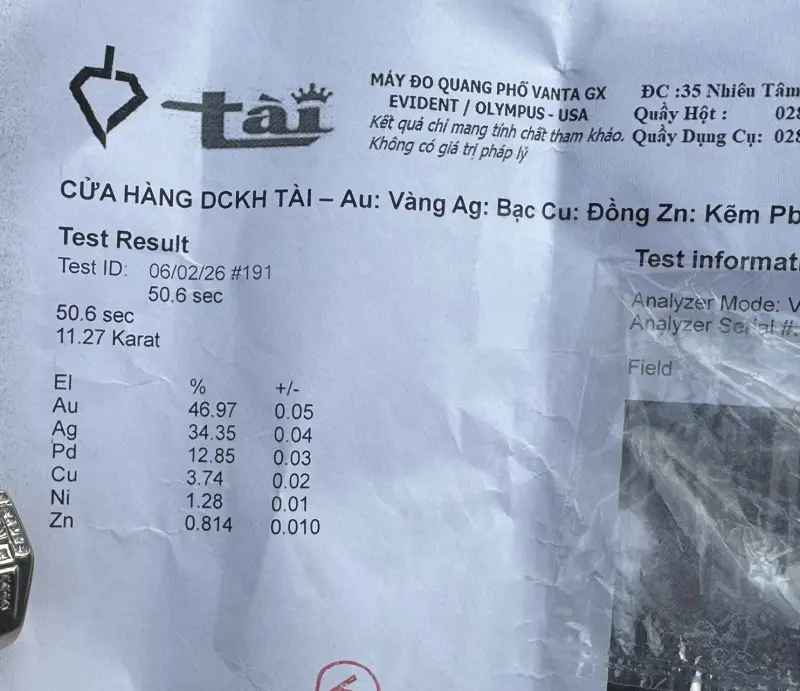 tài
MÁY ĐO QUANG PHỔ VANTA GX
EVIDENT / OLYMPUS - USA
Kết quả chỉ mang tính chất tham khảo.
Không có giá trị pháp lý
ĐC :35 Nhiêu Tâm
Quầy Hột : 028
Quầy Dụng Cụ: 028
CỬA HÀNG DCKH TÀI – Au: Vàng Ag: Bạc Cu: Đồng Zn: Kẽm Pb
Test Result
Test ID: 06/02/26 #191
50.6 sec
50.6 sec
11.27 Karat
El % +/-
Au 46.97 0.05
Ag 34.35 0.04
Pd 12.85 0.03
Cu 3.74 0.02
Ni 1.28 0.01
Zn 0.814 0.010
Test informati
Analyzer Mode: V
Analyzer Serial #:
Field